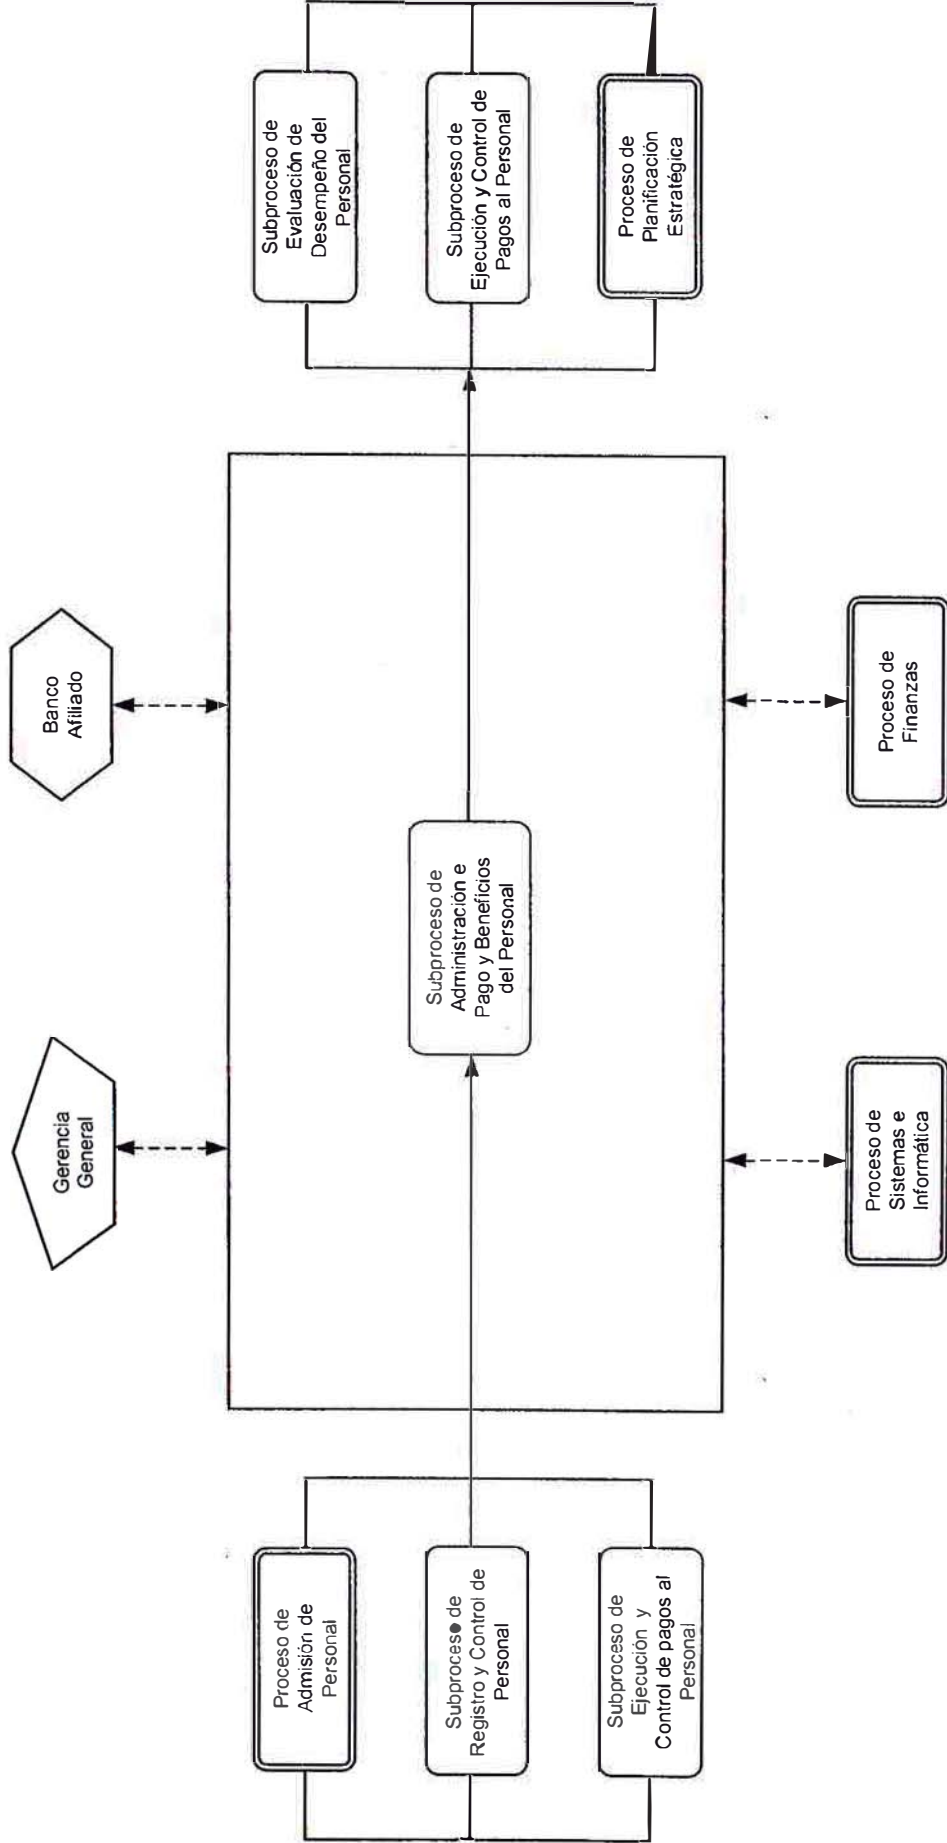 Gerencia
General
Banco
Afiliado
Proceso de
Admisión de
Personal
Subproceso de
Registro y Control de
Personal
Subproceso de
Ejecución y
Control de pagos al
Personal
Subproceso de
Administración e
Pago y Beneficios
del Personal
Subproceso de
Evaluación de
Desempeño del
Personal
Subproceso de
Ejecución y Control de
Pagos al Personal
Proceso de
Planificación
Estratégica
Proceso de
Sistemas e
Informática
Proceso de
Finanzas